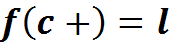 f(c +) = l